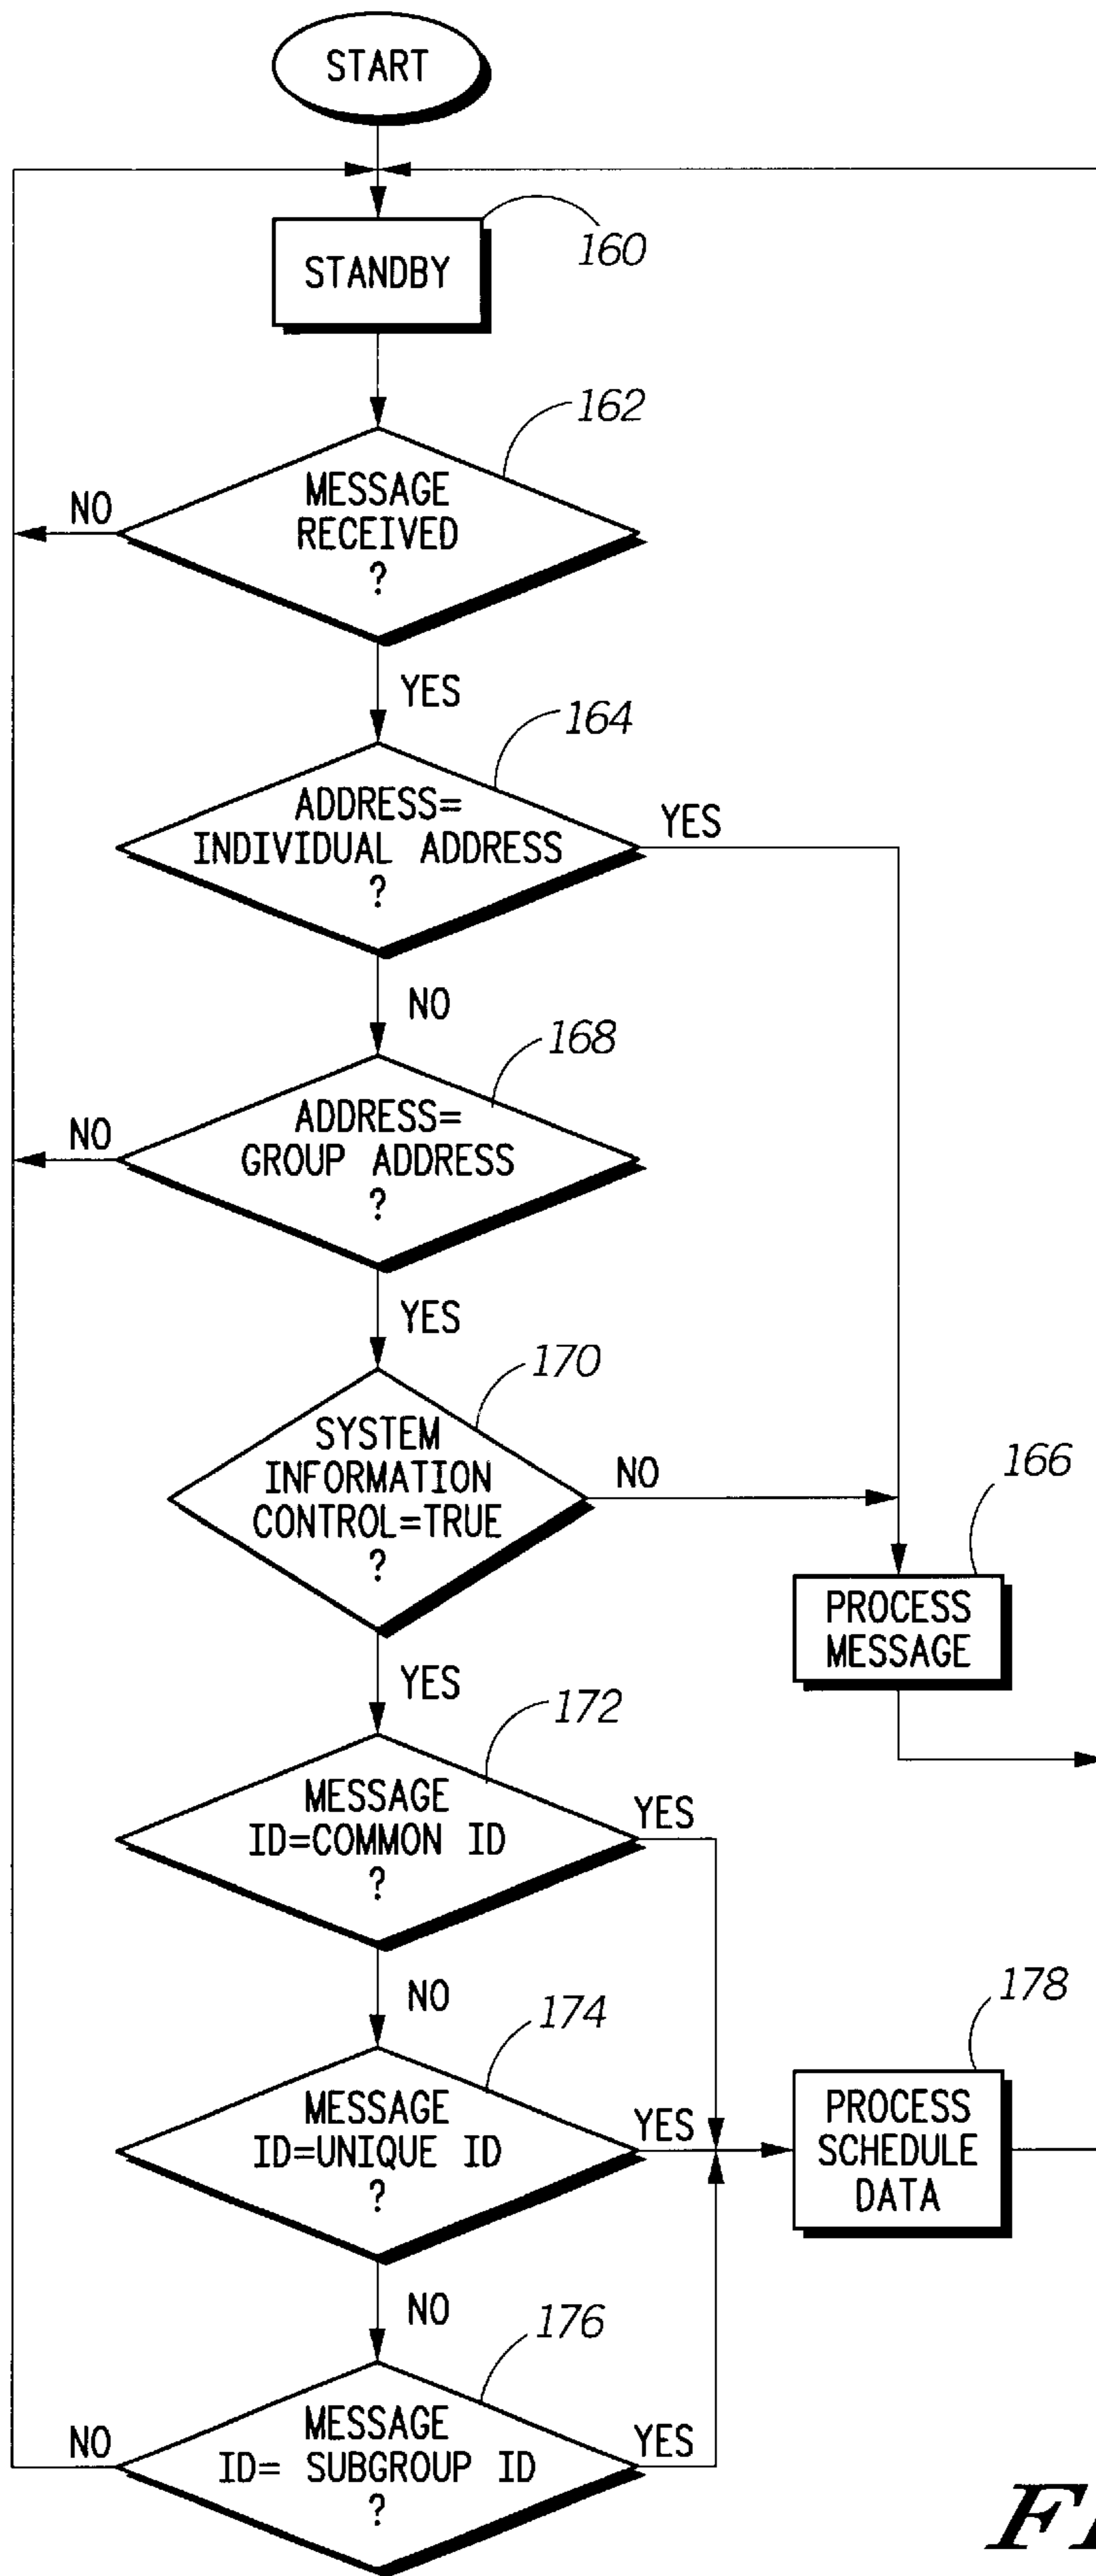 START
STANDBY
160
162
MESSAGE
RECEIVED
?
NO
YES
164
ADDRESS=
INDIVIDUAL ADDRESS
?
YES
NO
168
ADDRESS=
GROUP ADDRESS
?
NO
YES
170
SYSTEM
INFORMATION
CONTROL=TRUE
?
NO
166
PROCESS
MESSAGE
YES
172
MESSAGE
ID=COMMON ID
?
YES
NO
174
MESSAGE
ID=UNIQUE ID
?
YES
178
PROCESS
SCHEDULE
DATA
NO
176
MESSAGE
ID= SUBGROUP ID
?
NO
YES